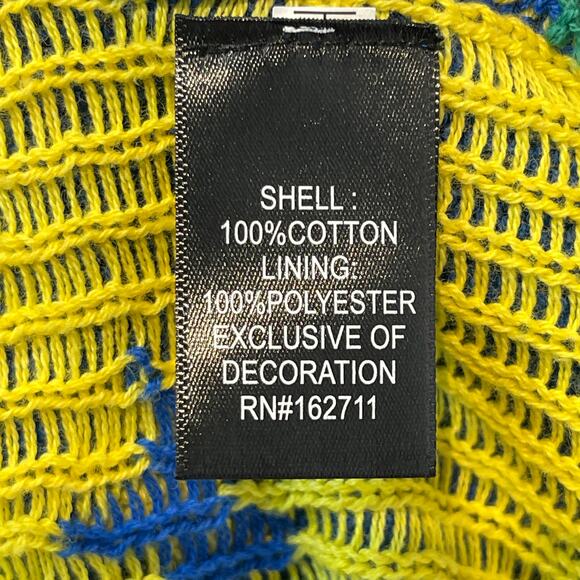 SHELL :
100%COTTON
LINING:
100%POLYESTER
EXCLUSIVE OF
DECORATION
RN#162711